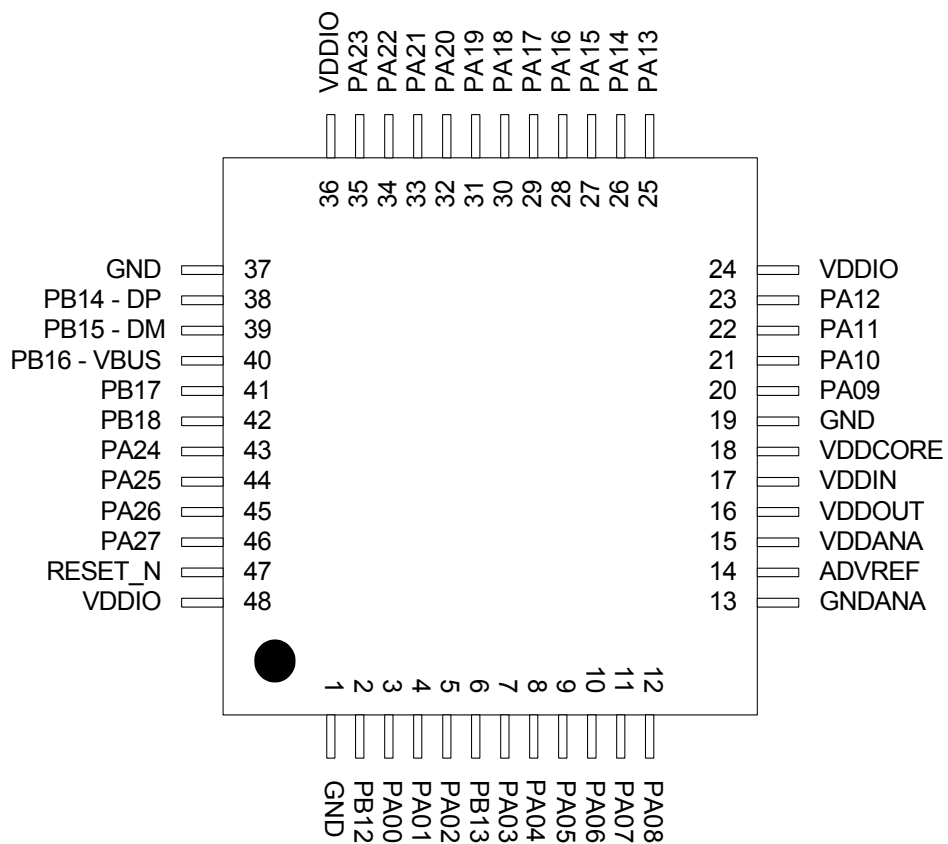 VDDIO
PA23
PA22
PA21
PA20
PA19
PA18
PA17
PA16
PA15
PA14
PA13
36
35
34
33
32
31
30
29
28
27
26
25
GND 37
PB14 - DP 38
PB15 - DM 39
PB16 - VBUS 40
PB17 41
PB18 42
PA24 43
PA25 44
PA26 45
PA27 46
RESET_N 47
VDDIO 48
24 VDDIO
23 PA12
22 PA11
21 PA10
20 PA09
19 GND
18 VDDCORE
17 VDDIN
16 VDDOUT
15 VDDANA
14 ADVREF
13 GNDANA
1
2
3
4
5
6
7
8
9
10
11
12
GND
PB12
PA00
PA01
PA02
PB13
PA03
PA04
PA05
PA06
PA07
PA08